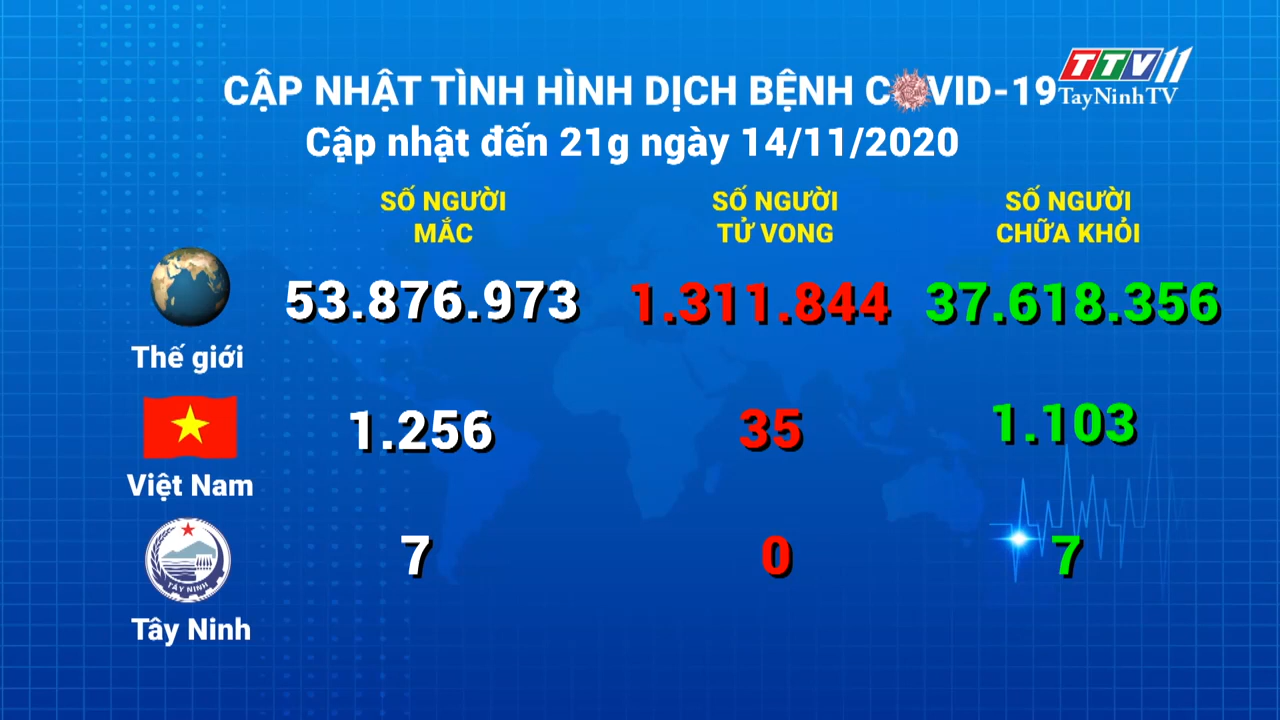 CẬP NHẬT TÌNH HÌNH DỊCH BỆNH COVID-19
TTV11
TayNinhTV
Cập nhật đến 21g ngày 14/11/2020
SỐ NGƯỜI
MẮC
SỐ NGƯỜI
TỬ VONG
SỐ NGƯỜI
CHỮA KHỎI
53.876.973 1.311.844 37.618.356
Thế giới
1.256 35 1.103
Việt Nam
7 0 7
TÂY NINH
Tây Ninh